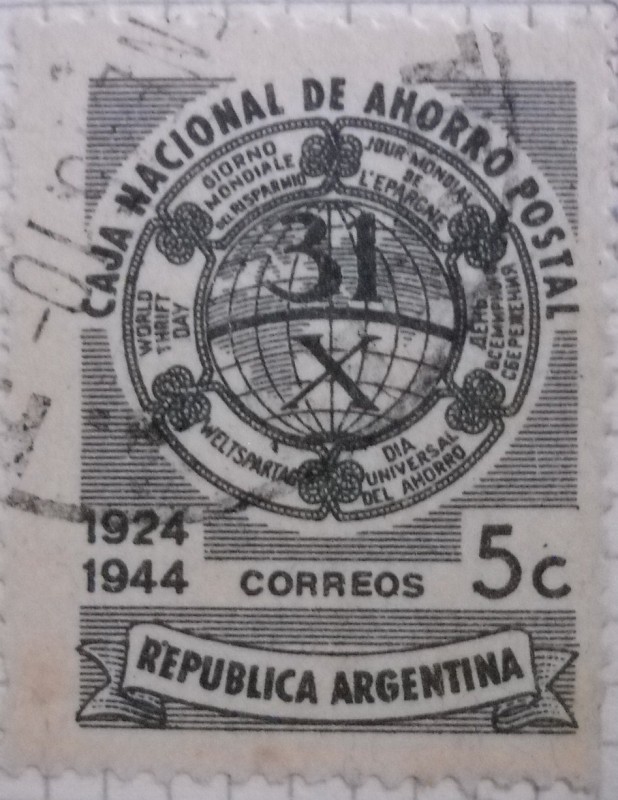 CAJA NACIONAL DE AHORRO POSTAL
GIORNO
MONDIALE
DEL RISPARMIO
JOUR MONDIAL
DE
L'EPARGNE
WORLD
THRIFT
DAY
ДЕНЬ
ВСЕМИРНОГО
СБЕРЕЖЕНИЯ
31
X
WELTSPARTAG
DIA
UNIVERSAL
DEL AHORRO
1924
1944
CORREOS
5c
REPUBLICA ARGENTINA